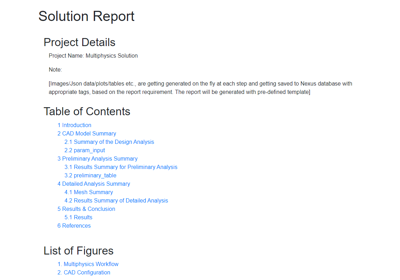 Solution Report
Project Details
Project Name: Multiphysics Solution
Note:
[Images/Json data/plots/tables etc., are getting generated on the fly at each step and getting saved to Nexus database with
appropriate tags, based on the report requirement. The report will be generated with pre-defined template]
Table of Contents
1 Introduction
2 CAD Model Summary
2.1 Summary of the Design Analysis
2.2 param_input
3 Preliminary Analysis Summary
3.1 Results Summary for Preliminary Analysis
3.2 preliminary_table
4 Detailed Analysis Summary
4.1 Mesh Summary
4.2 Results Summary of Detailed Analysis
5 Results & Conclusion
5.1 Results
6 References
List of Figures
1. Multiphysics Workflow
2. CAD Configuration